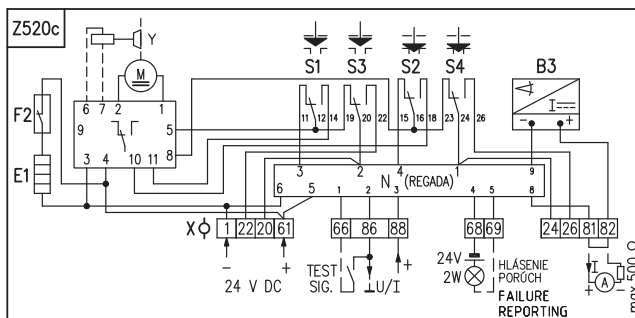 Z520c
Y
S1 S3 S2 S4 B3
M
I
F2
6 7 2 1
9 5
8
3 4 10 11
11 12 14 19 20 22 15 16 18 23 24 26
- +
E1
3 2 4 1 9
N (REGADA)
6 5 1 2 3 4 5 8
X 1 22 20 61 66 86 88 68 69 24 26 81 82
- +
24 V DC
TEST
SIG.
U/I
+
24V
2W
HLÁSENIE
PORÚCH
FAILURE
REPORTING
I
+ A -
max 500 Ω